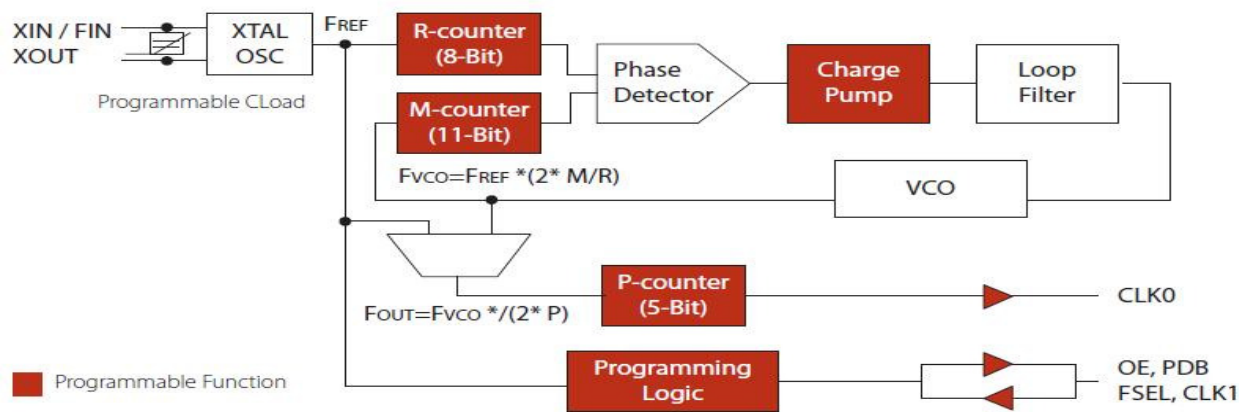 XIN / FIN
XOUT
XTAL
OSC
Programmable CLoad
FREF
R-counter
(8-Bit)
M-counter
(11-Bit)
Phase
Detector
Charge
Pump
Loop
Filter
FVCO=FREF *(2* M/R)
VCO
FOUT=FVCO */(2* P)
P-counter
(5-Bit)
CLK0
Programmable Function
Programming
Logic
OE, PDB
FSEL, CLK1